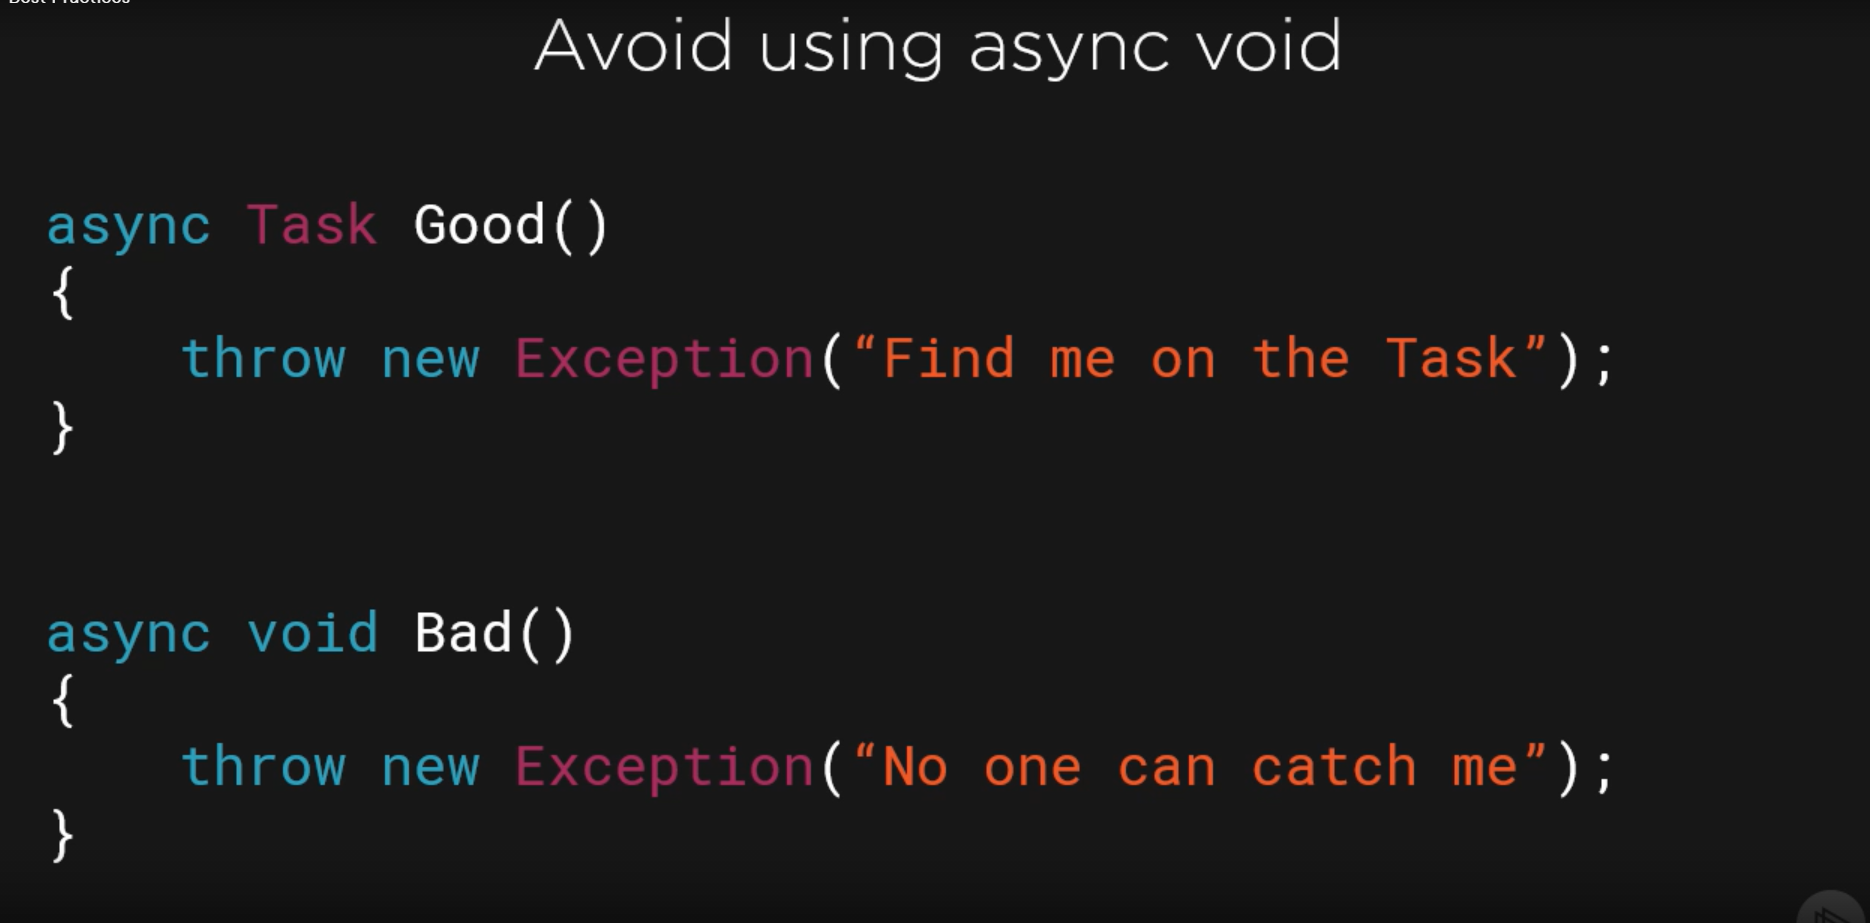 Best Practices
Avoid using async void
async Task Good()
{
throw new Exception(“Find me on the Task”);
}
async void Bad()
{
throw new Exception(“No one can catch me”);
}